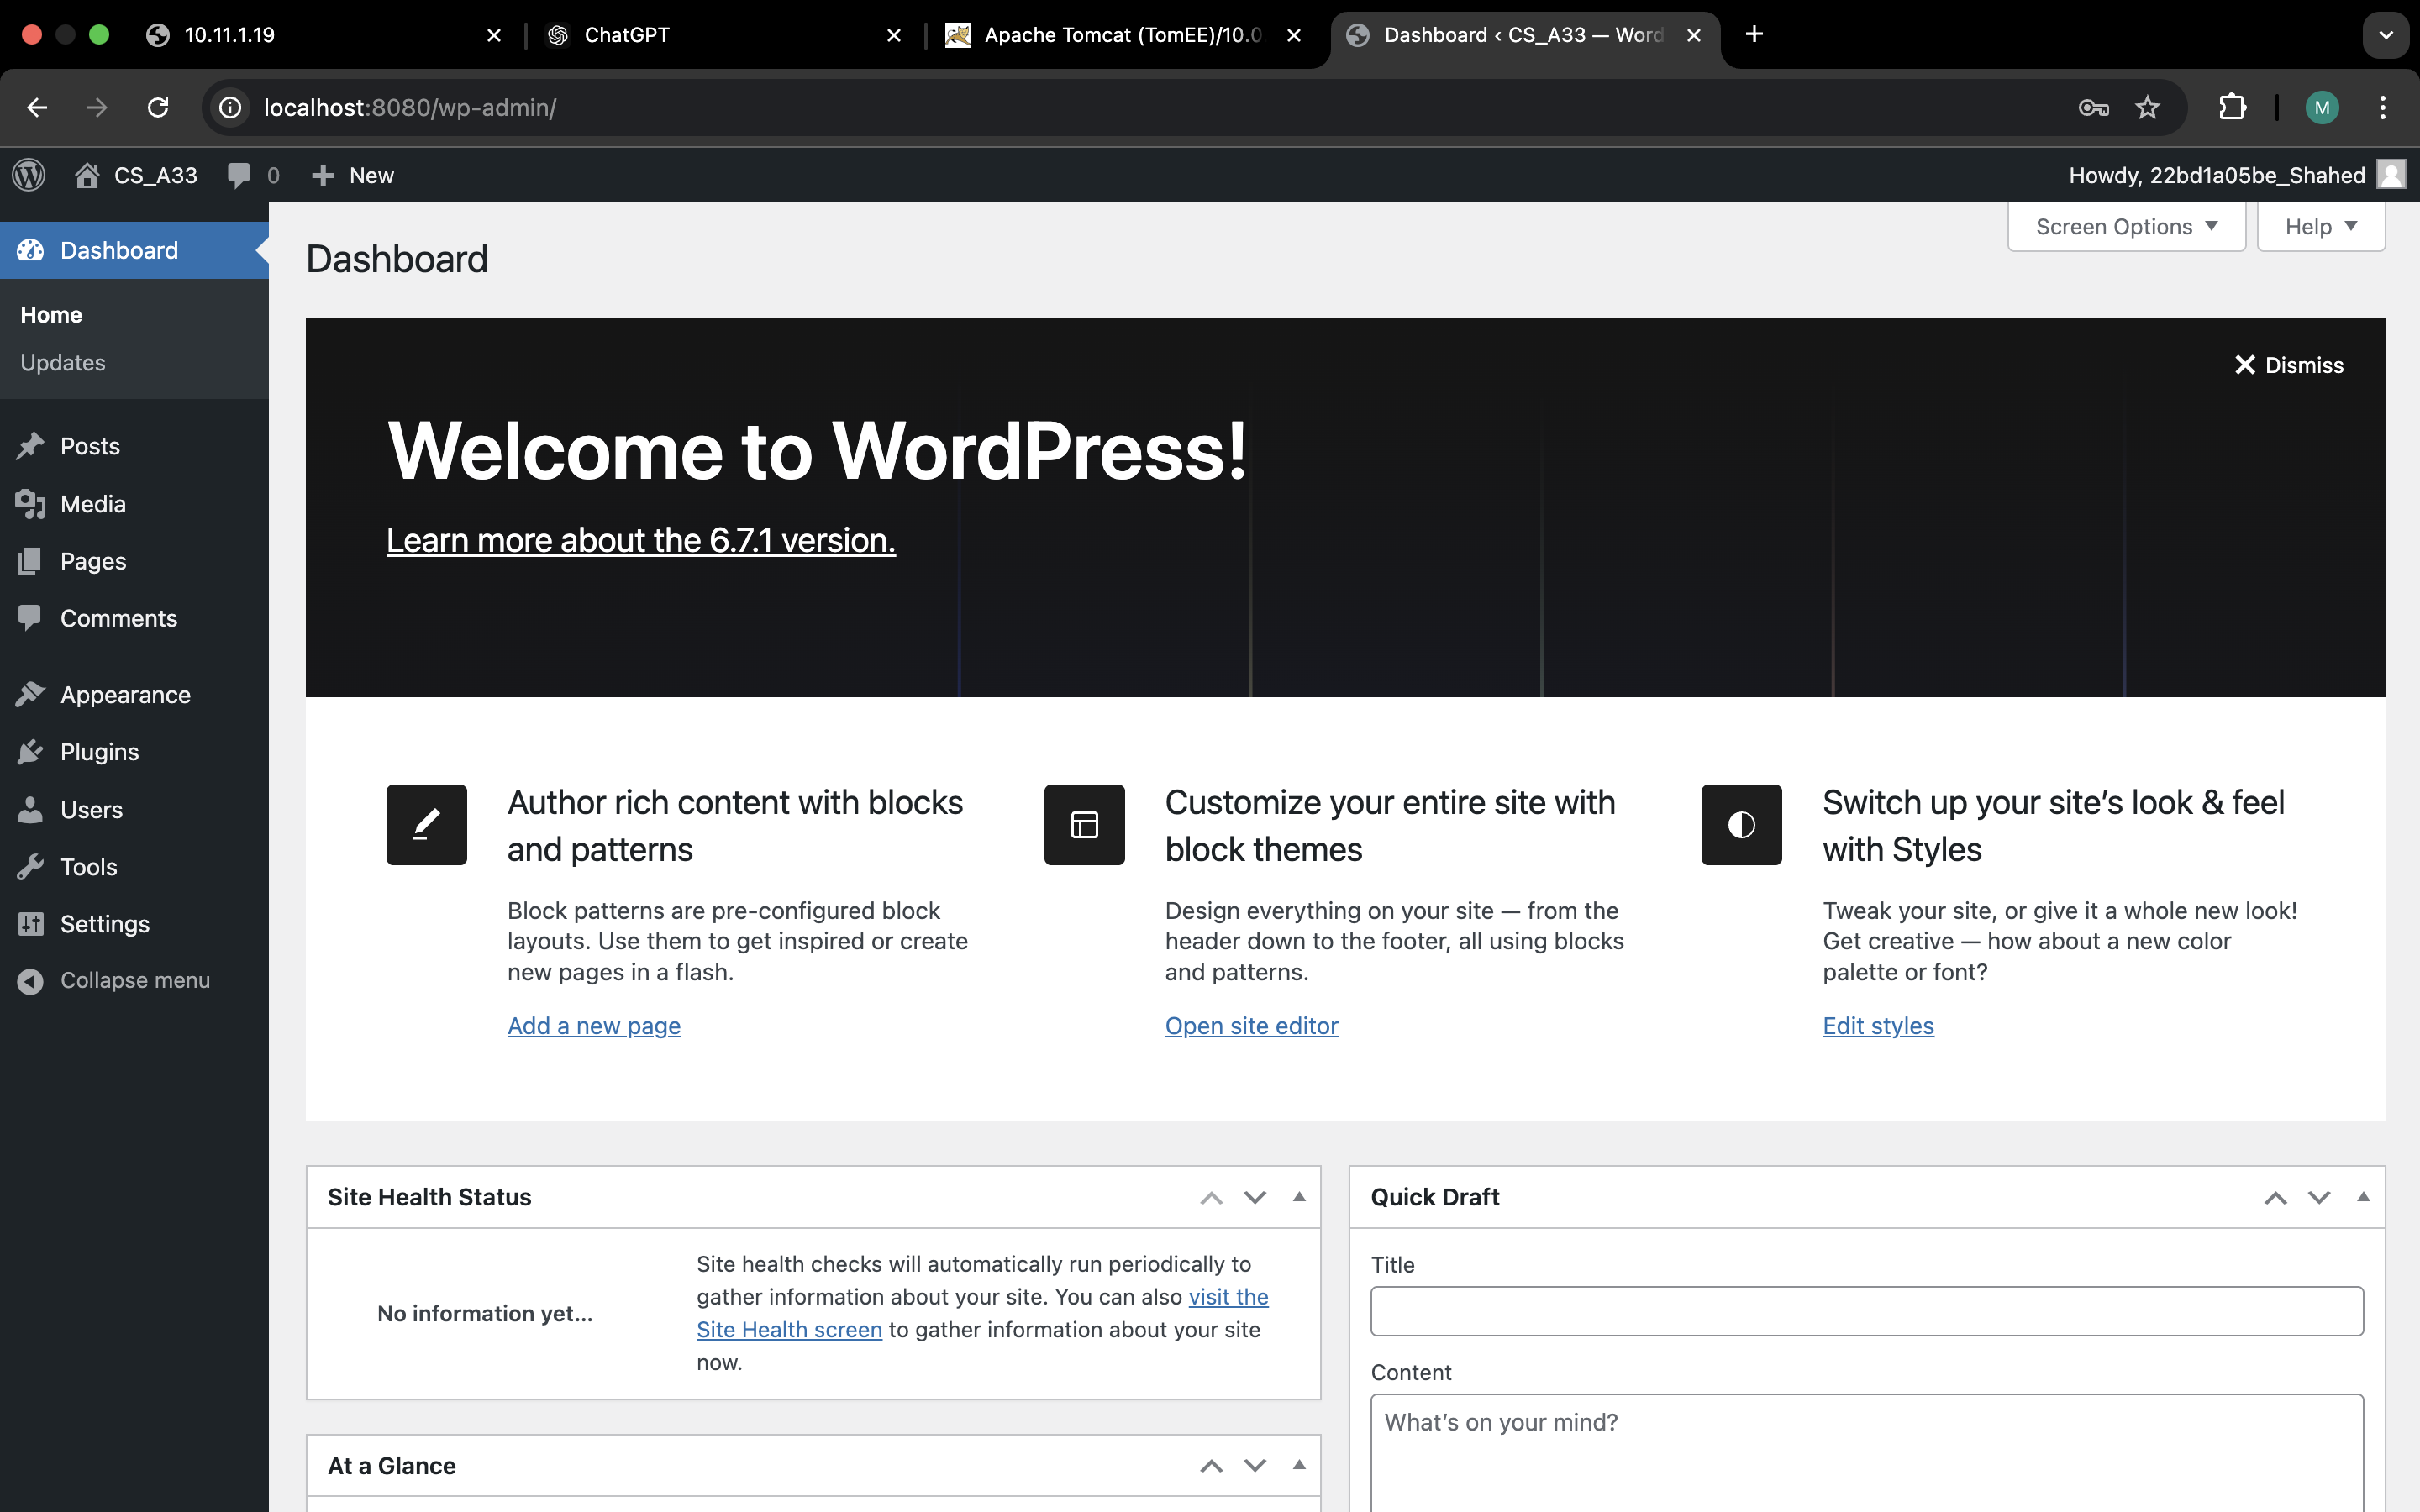 10.11.1.19
ChatGPT
Apache Tomcat (TomEE)/10.0
Dashboard ‹ CS_A33 — Word
localhost:8080/wp-admin/
M
CS_A33
0
New
Howdy, 22bd1a05be_Shahed
Dashboard
Home
Updates
Posts
Media
Pages
Comments
Appearance
Plugins
Users
Tools
Settings
Collapse menu
Screen Options
Help
Dashboard
Dismiss
Welcome to WordPress!
Learn more about the 6.7.1 version.
Author rich content with blocks
and patterns
Block patterns are pre-configured block
layouts. Use them to get inspired or create
new pages in a flash.
Add a new page
Customize your entire site with
block themes
Design everything on your site — from the
header down to the footer, all using blocks
and patterns.
Open site editor
Switch up your site’s look & feel
with Styles
Tweak your site, or give it a whole new look!
Get creative — how about a new color
palette or font?
Edit styles
Site Health Status
No information yet…
Site health checks will automatically run periodically to
gather information about your site. You can also visit the
Site Health screen to gather information about your site
now.
At a Glance
Quick Draft
Title
Content
What’s on your mind?